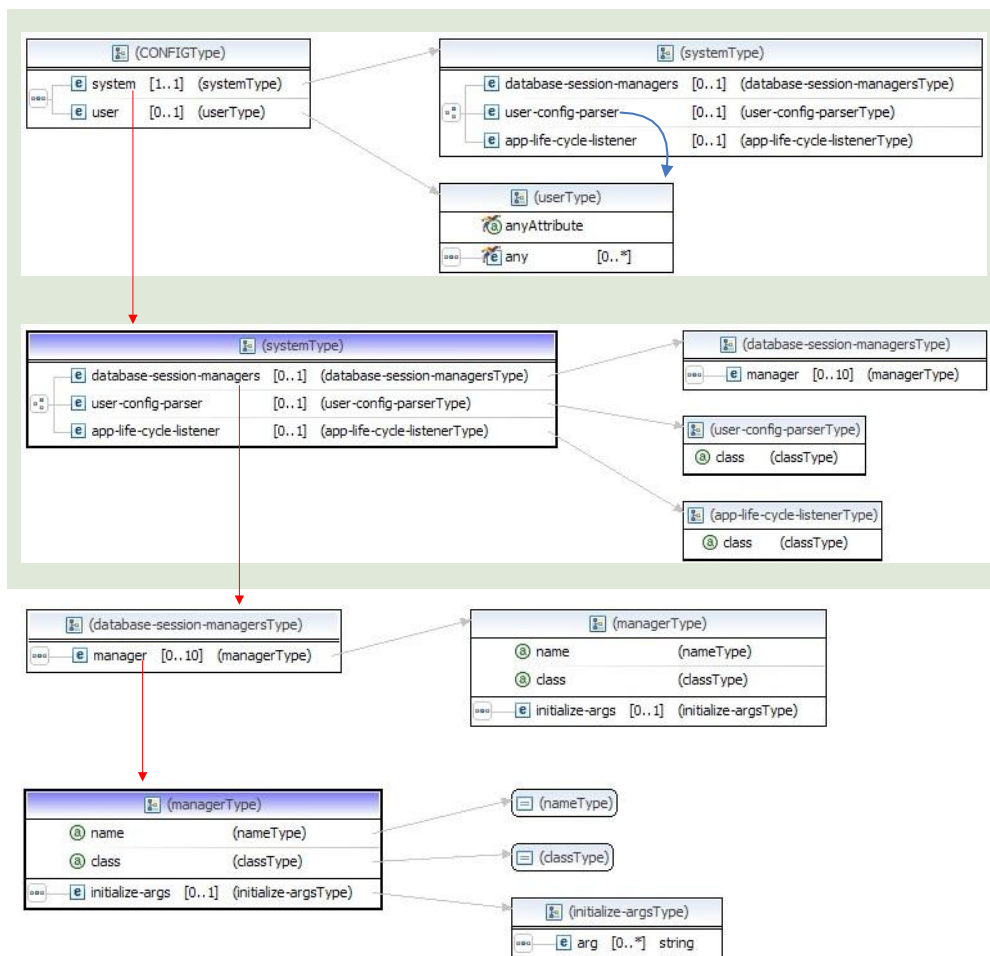 (CONFIGType)
system [1..1] (systemType)
user [0..1] (userType)
(systemType)
database-session-managers [0..1] (database-session-managersType)
user-config-parser [0..1] (user-config-parserType)
app-life-cycle-listener [0..1] (app-life-cycle-listenerType)
(userType)
anyAttribute
any [0..*]
(systemType)
database-session-managers [0..1] (database-session-managersType)
user-config-parser [0..1] (user-config-parserType)
app-life-cycle-listener [0..1] (app-life-cycle-listenerType)
(database-session-managersType)
manager [0..10] (managerType)
(user-config-parserType)
class (classType)
(app-life-cycle-listenerType)
class (classType)
(database-session-managersType)
manager [0..10] (managerType)
(managerType)
name (nameType)
class (classType)
initialize-args [0..1] (initialize-argsType)
(managerType)
name (nameType)
class (classType)
initialize-args [0..1] (initialize-argsType)
(nameType)
(classType)
(initialize-argsType)
arg [0..*] string